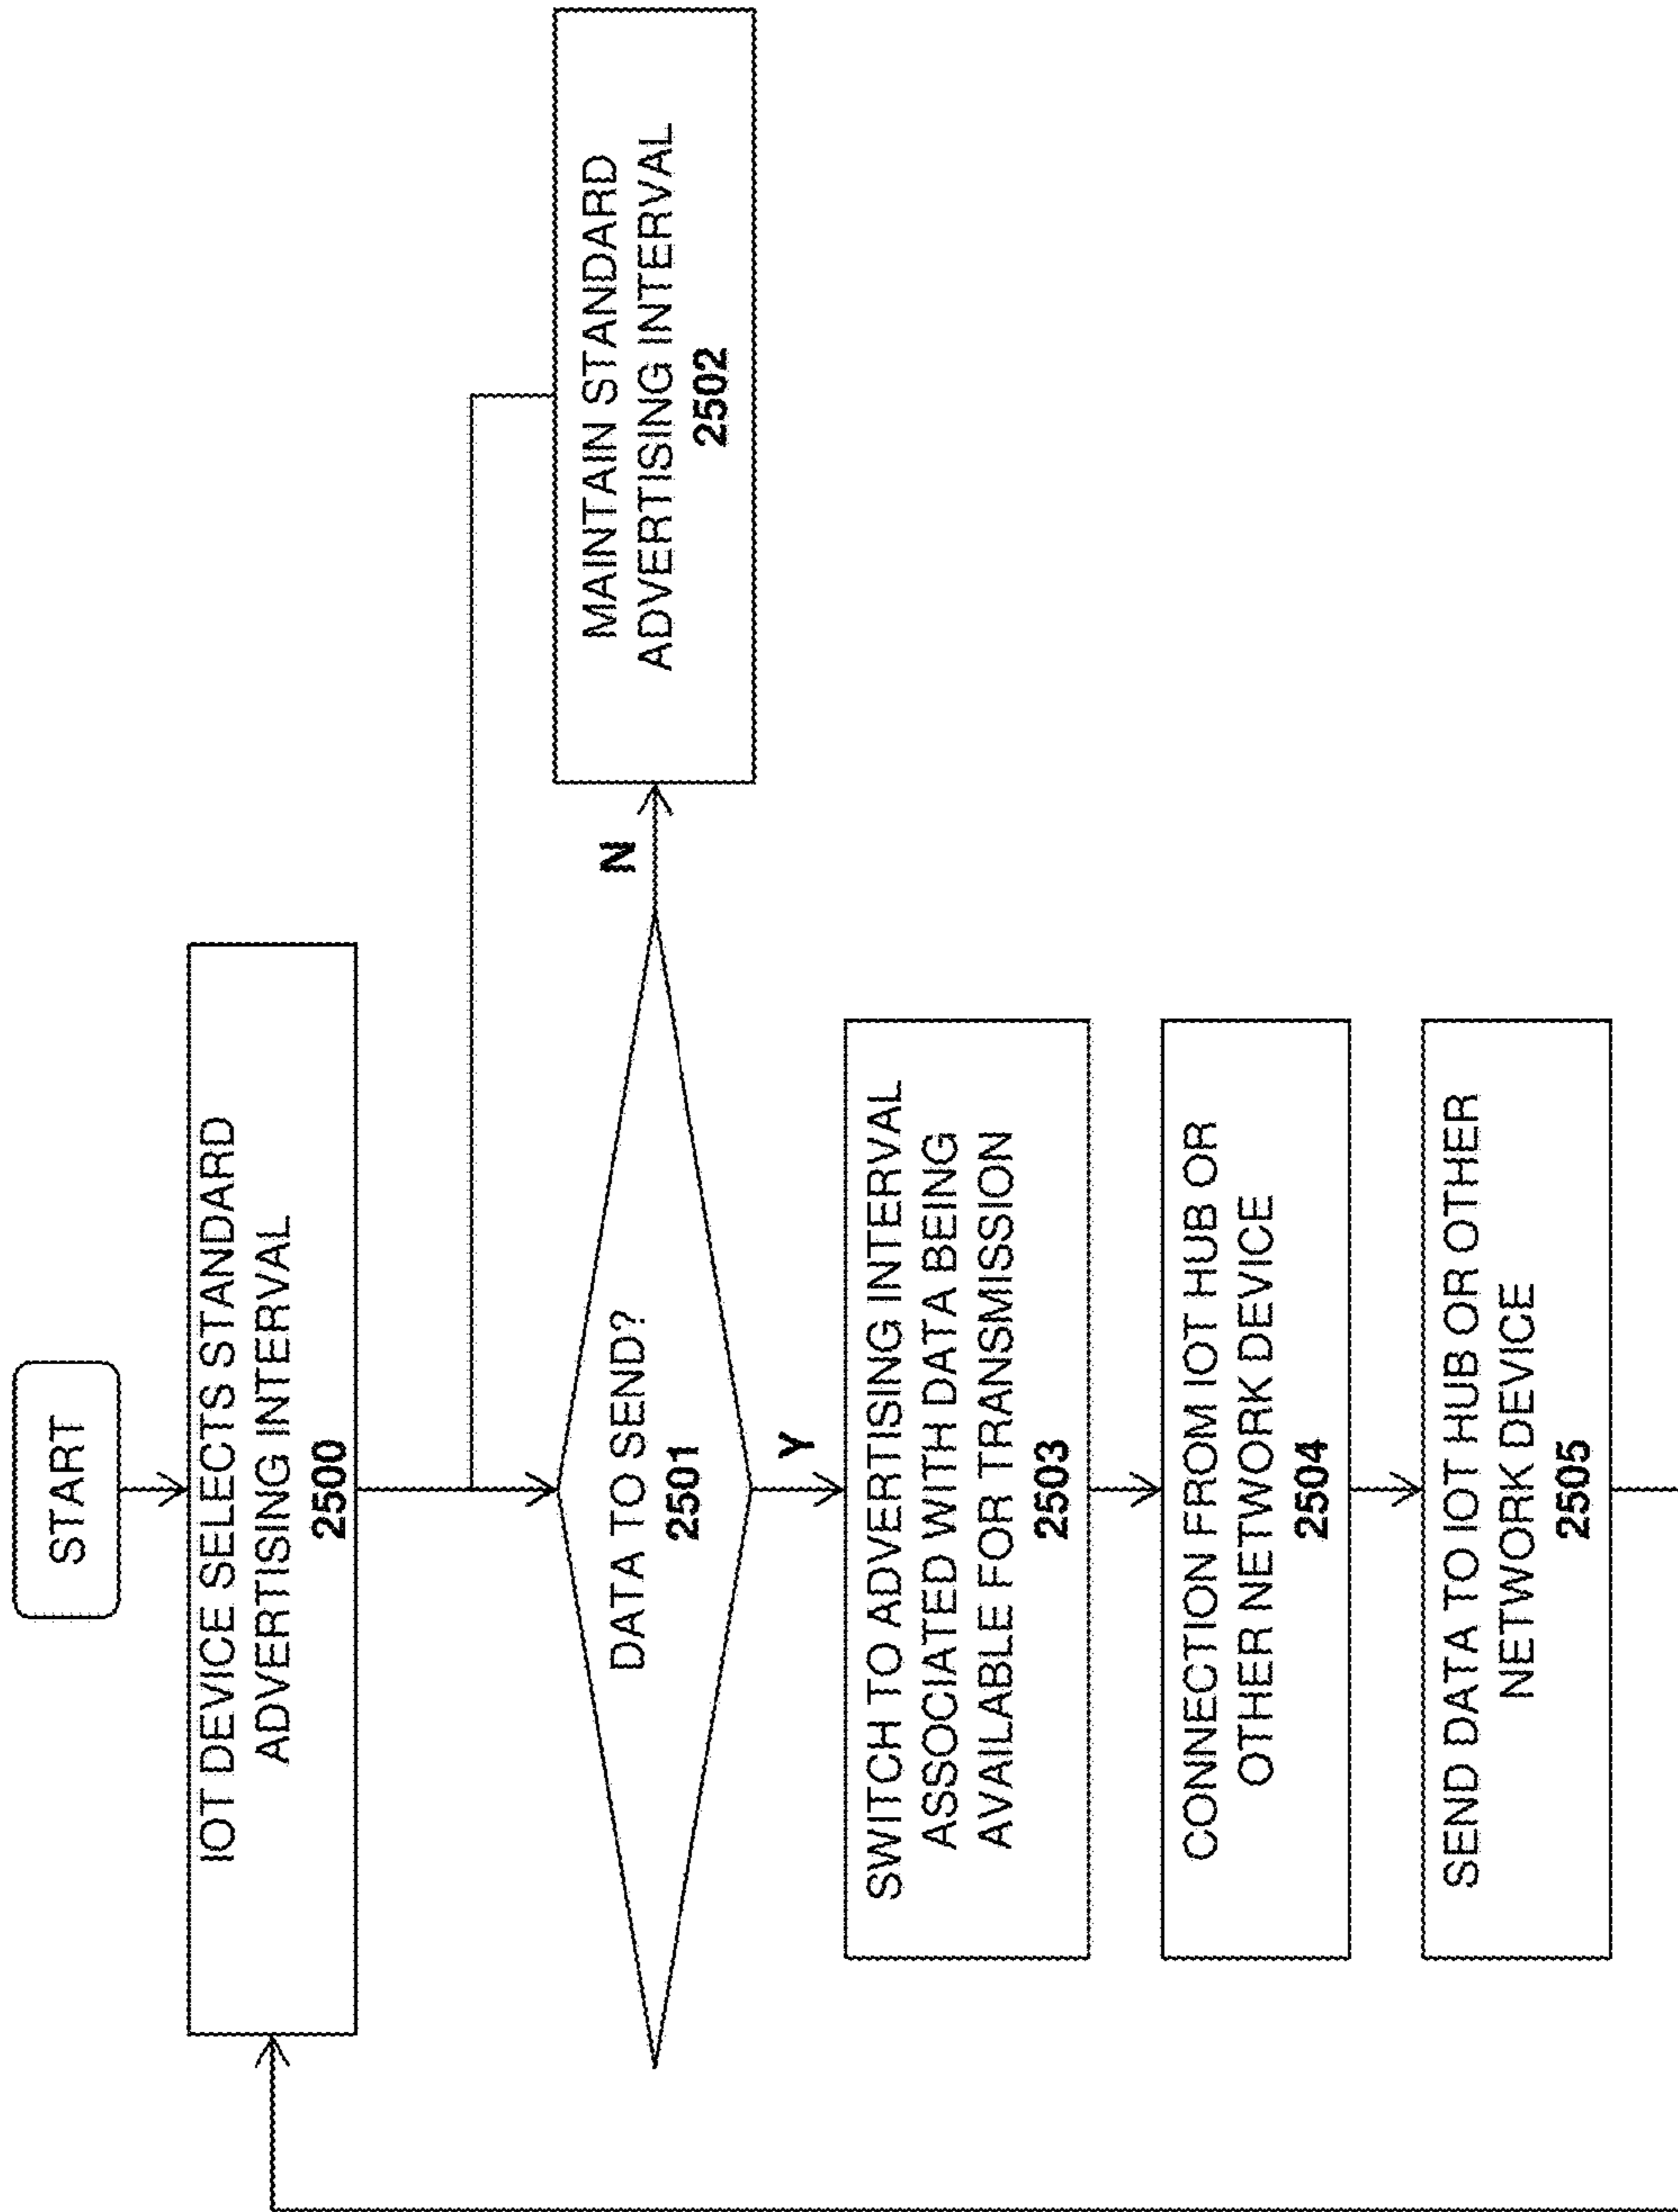 START
IOT DEVICE SELECTS STANDARD
ADVERTISING INTERVAL
2500
DATA TO SEND?
2501
N
MAINTAIN STANDARD
ADVERTISING INTERVAL
2502
Y
SWITCH TO ADVERTISING INTERVAL
ASSOCIATED WITH DATA BEING
AVAILABLE FOR TRANSMISSION
2503
CONNECTION FROM IOT HUB OR
OTHER NETWORK DEVICE
2504
SEND DATA TO IOT HUB OR OTHER
NETWORK DEVICE
2505